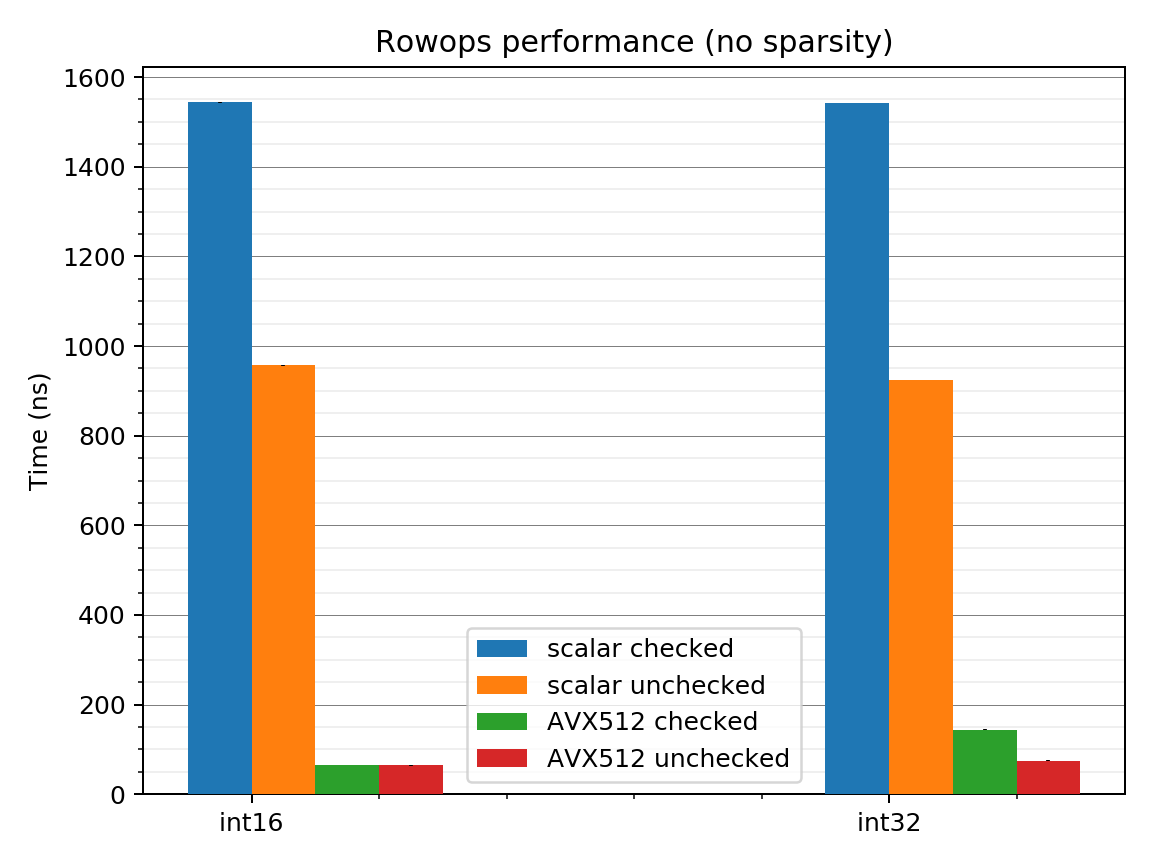 Rowops performance (no sparsity)
Time (ns)
1600
1400
1200
1000
800
600
400
200
0
scalar checked
scalar unchecked
AVX512 checked
AVX512 unchecked
int16
int32